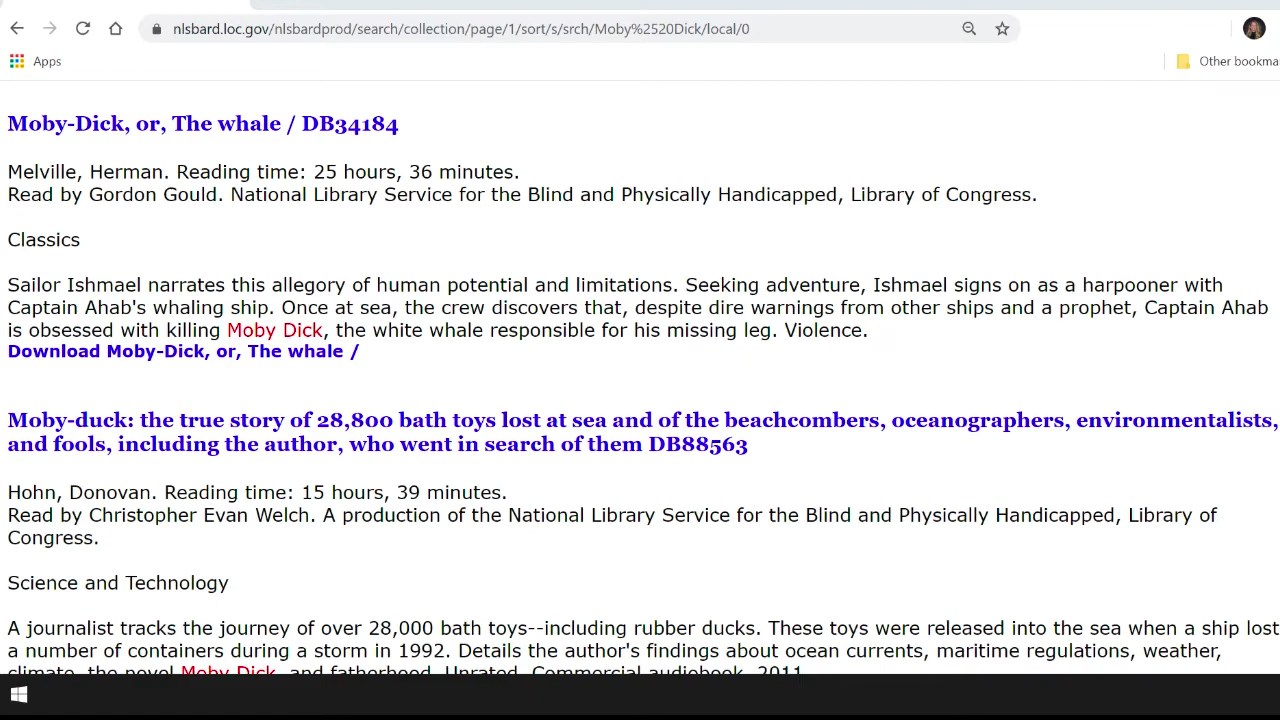 nlsbard.loc.gov/nlsbardprod/search/collection/page/1/sort/s/srch/Moby%2520Dick/local/0
Apps
Other bookma
Moby-Dick, or, The whale / DB34184
Melville, Herman. Reading time: 25 hours, 36 minutes.
Read by Gordon Gould. National Library Service for the Blind and Physically Handicapped, Library of Congress.
Classics
Sailor Ishmael narrates this allegory of human potential and limitations. Seeking adventure, Ishmael signs on as a harpooner with
Captain Ahab's whaling ship. Once at sea, the crew discovers that, despite dire warnings from other ships and a prophet, Captain Ahab
is obsessed with killing Moby Dick, the white whale responsible for his missing leg. Violence.
Download Moby-Dick, or, The whale /
Moby-duck: the true story of 28,800 bath toys lost at sea and of the beachcombers, oceanographers, environmentalists,
and fools, including the author, who went in search of them DB88563
Hohn, Donovan. Reading time: 15 hours, 39 minutes.
Read by Christopher Evan Welch. A production of the National Library Service for the Blind and Physically Handicapped, Library of
Congress.
Science and Technology
A journalist tracks the journey of over 28,000 bath toys--including rubber ducks. These toys were released into the sea when a ship lost
a number of containers during a storm in 1992. Details the author's findings about ocean currents, maritime regulations, weather,
climate, the novel Moby Dick, and fatherhood. Unrated. Commercial audiobook. 2011.